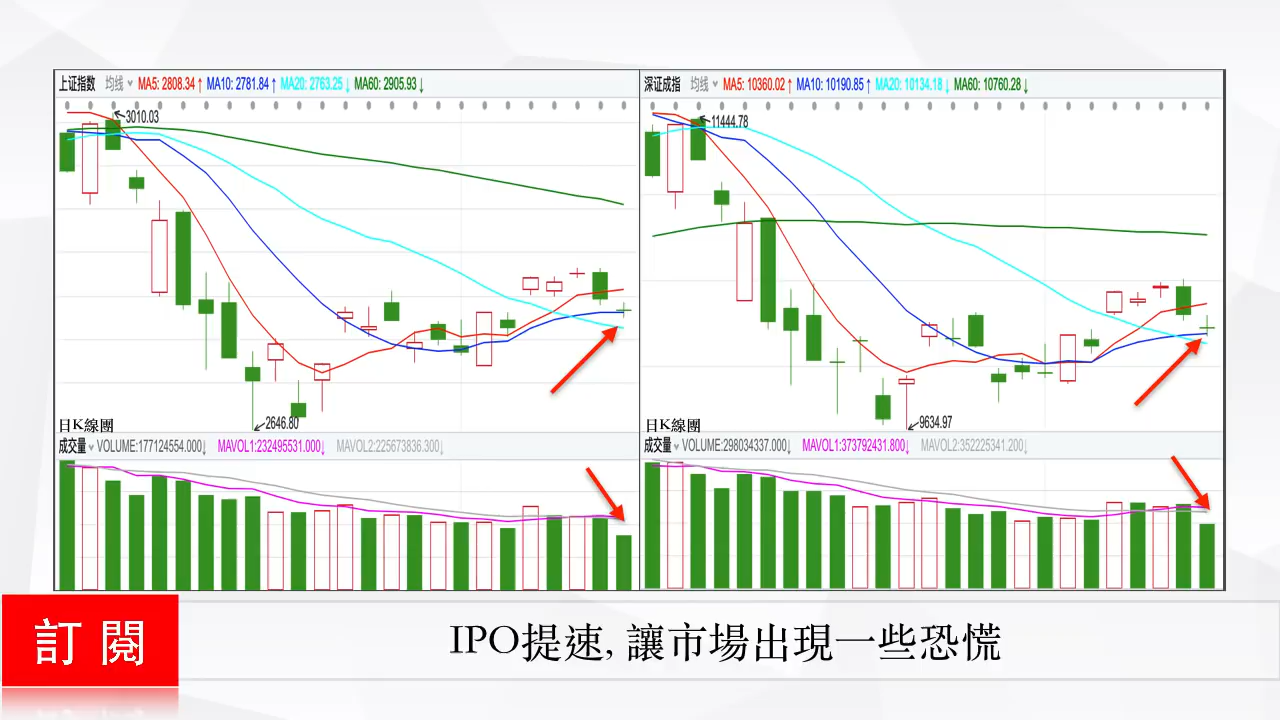 上证指数 均线 MA5: 2808.34↑ MA10: 2781.84↑ MA20: 2763.25↓ MA60: 2905.93↓
3010.03
2646.80
日K線圖
成交量 VOLUME:177124554.000↓ MAVOL1:232495531.000↓ MAVOL2:225673836.300↓
深证成指 均线 MA5: 10360.02↑ MA10: 10190.85↑ MA20: 10134.18↓ MA60: 10760.28↓
11444.78
9634.97
日K線圖
成交量 VOLUME:298034337.000↓ MAVOL1:373792431.800↓ MAVOL2:352225341.200↓
訂閱
IPO提速, 讓市場出現一些恐慌